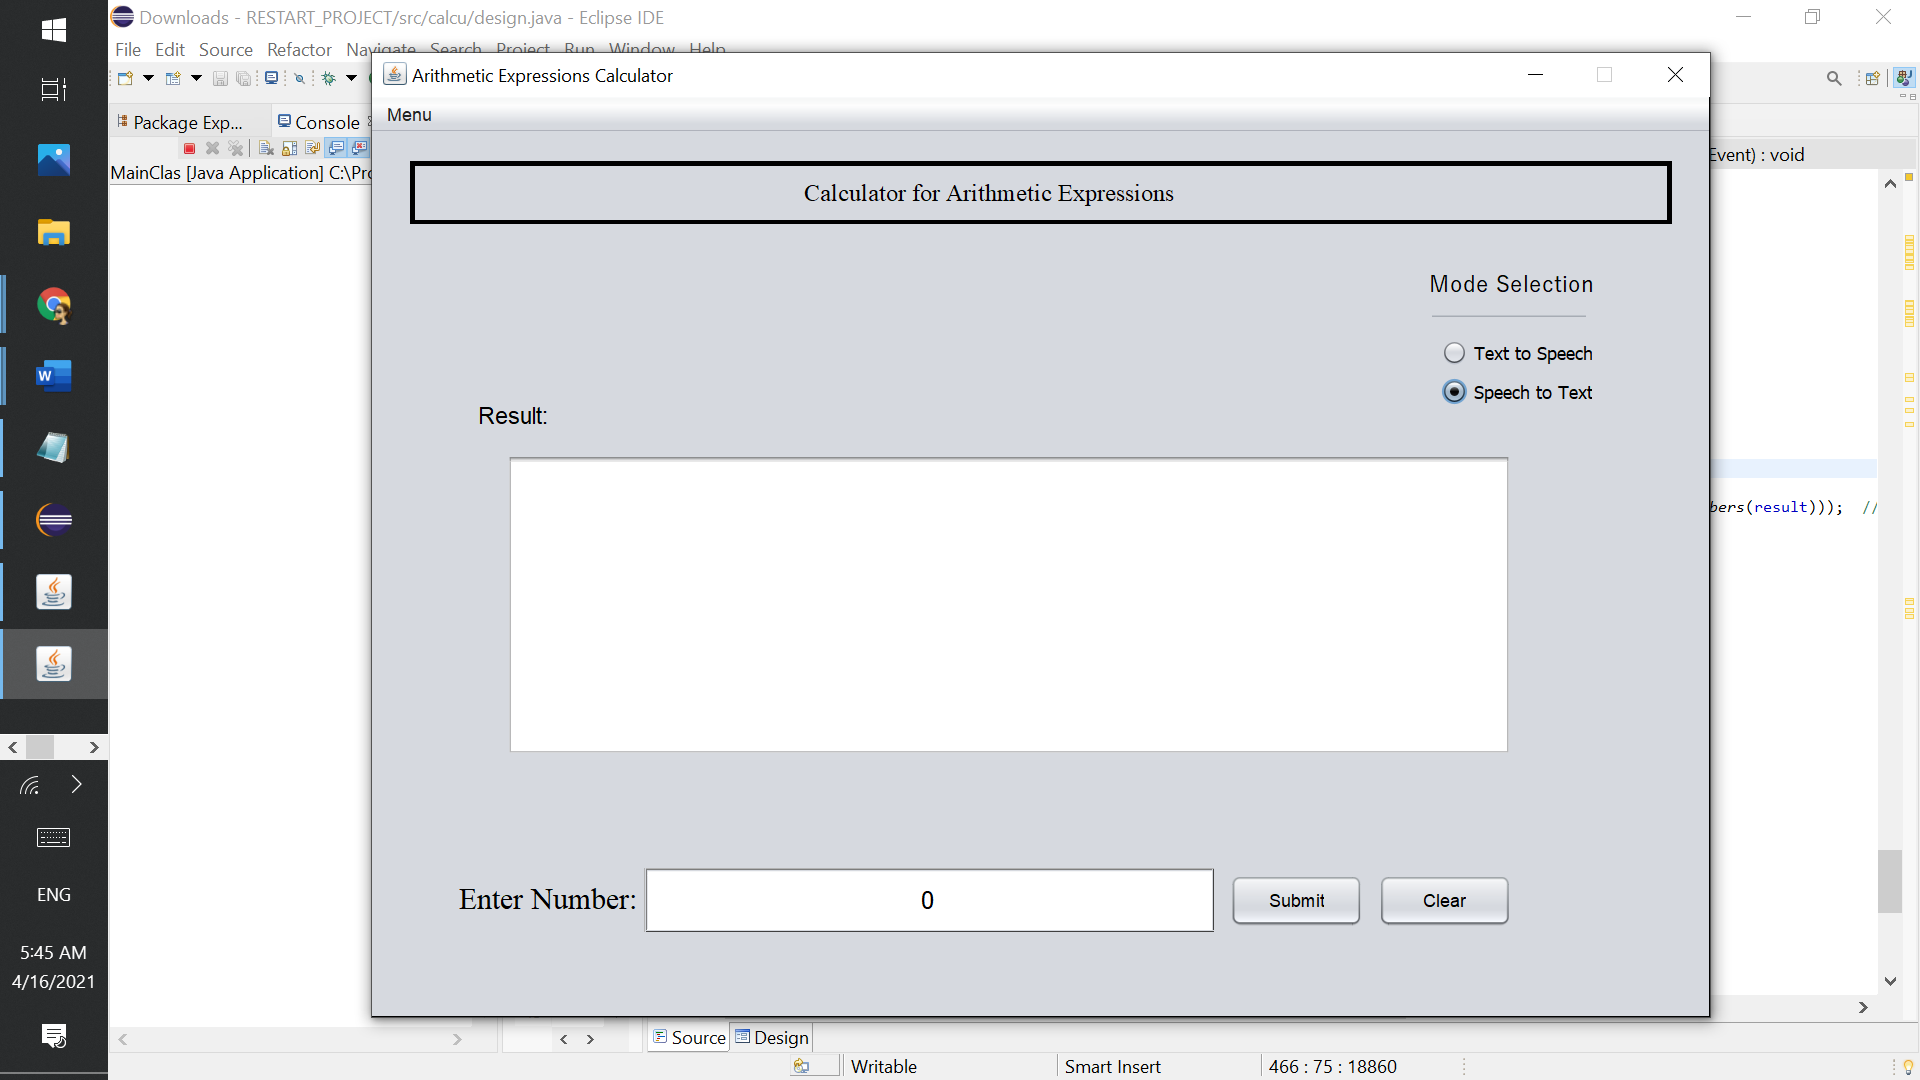 Downloads - RESTART_PROJECT/src/calcu/design.java - Eclipse IDE
File Edit Source Refactor Navigate Search Project Run Window Help
Arithmetic Expressions Calculator
Menu
Package Exp...
Console
MainClas [Java Application] C:\Pro
Event) : void
Calculator for Arithmetic Expressions
Mode Selection
Text to Speech
Speech to Text
Result:
bers(result))); //
W
Enter Number:
0
Submit
Clear
ENG
5:45 AM
4/16/2021
Source
Design
Writable
Smart Insert
466 : 75 : 18860